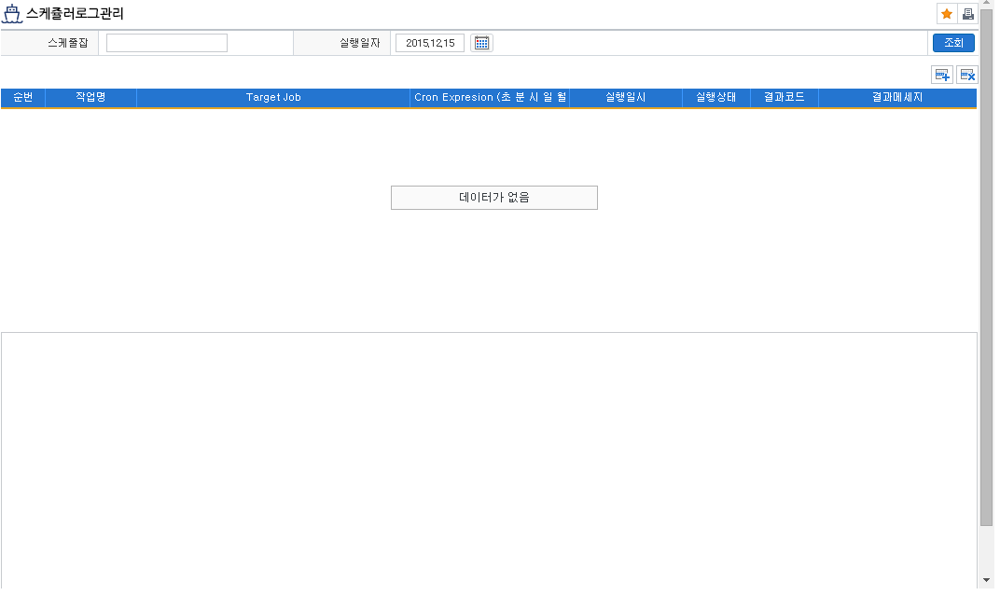 스케쥴러로그관리
스케줄잡 실행일자 2015.12.15 조회
순번 작업명 Target Job Cron Expresion (초 분 시 일 월 실행일시 실행상태 결과코드 결과메세지
데이터가 없음